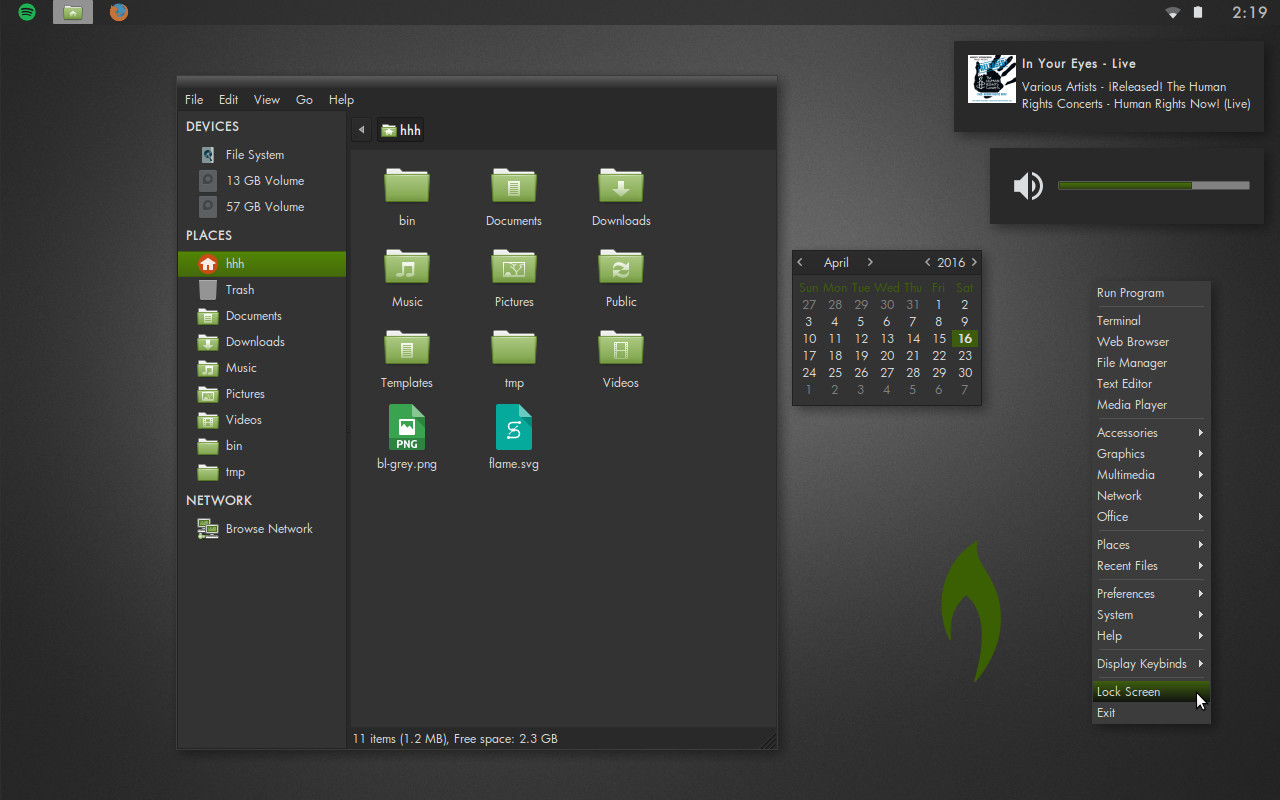 2:19
In Your Eyes - Live
Various Artists - ¡Released! The Human
Rights Concerts - Human Rights Now! (Live)
File Edit View Go Help
DEVICES
File System
13 GB Volume
57 GB Volume
PLACES
hhh
Trash
Documents
Downloads
Music
Pictures
Videos
bin
tmp
NETWORK
Browse Network
hhh
bin Documents Downloads
Music Pictures Public
Templates tmp Videos
PNG
bl-grey.png flame.svg
11 items (1.2 MB), Free space: 2.3 GB
April 2016
Sun Mon Tue Wed Thu Fri Sat
27 28 29 30 31 1 2
3 4 5 6 7 8 9
10 11 12 13 14 15 16
17 18 19 20 21 22 23
24 25 26 27 28 29 30
1 2 3 4 5 6 7
Run Program
Terminal
Web Browser
File Manager
Text Editor
Media Player
Accessories
Graphics
Multimedia
Network
Office
Places
Recent Files
Preferences
System
Help
Display Keybinds
Lock Screen
Exit